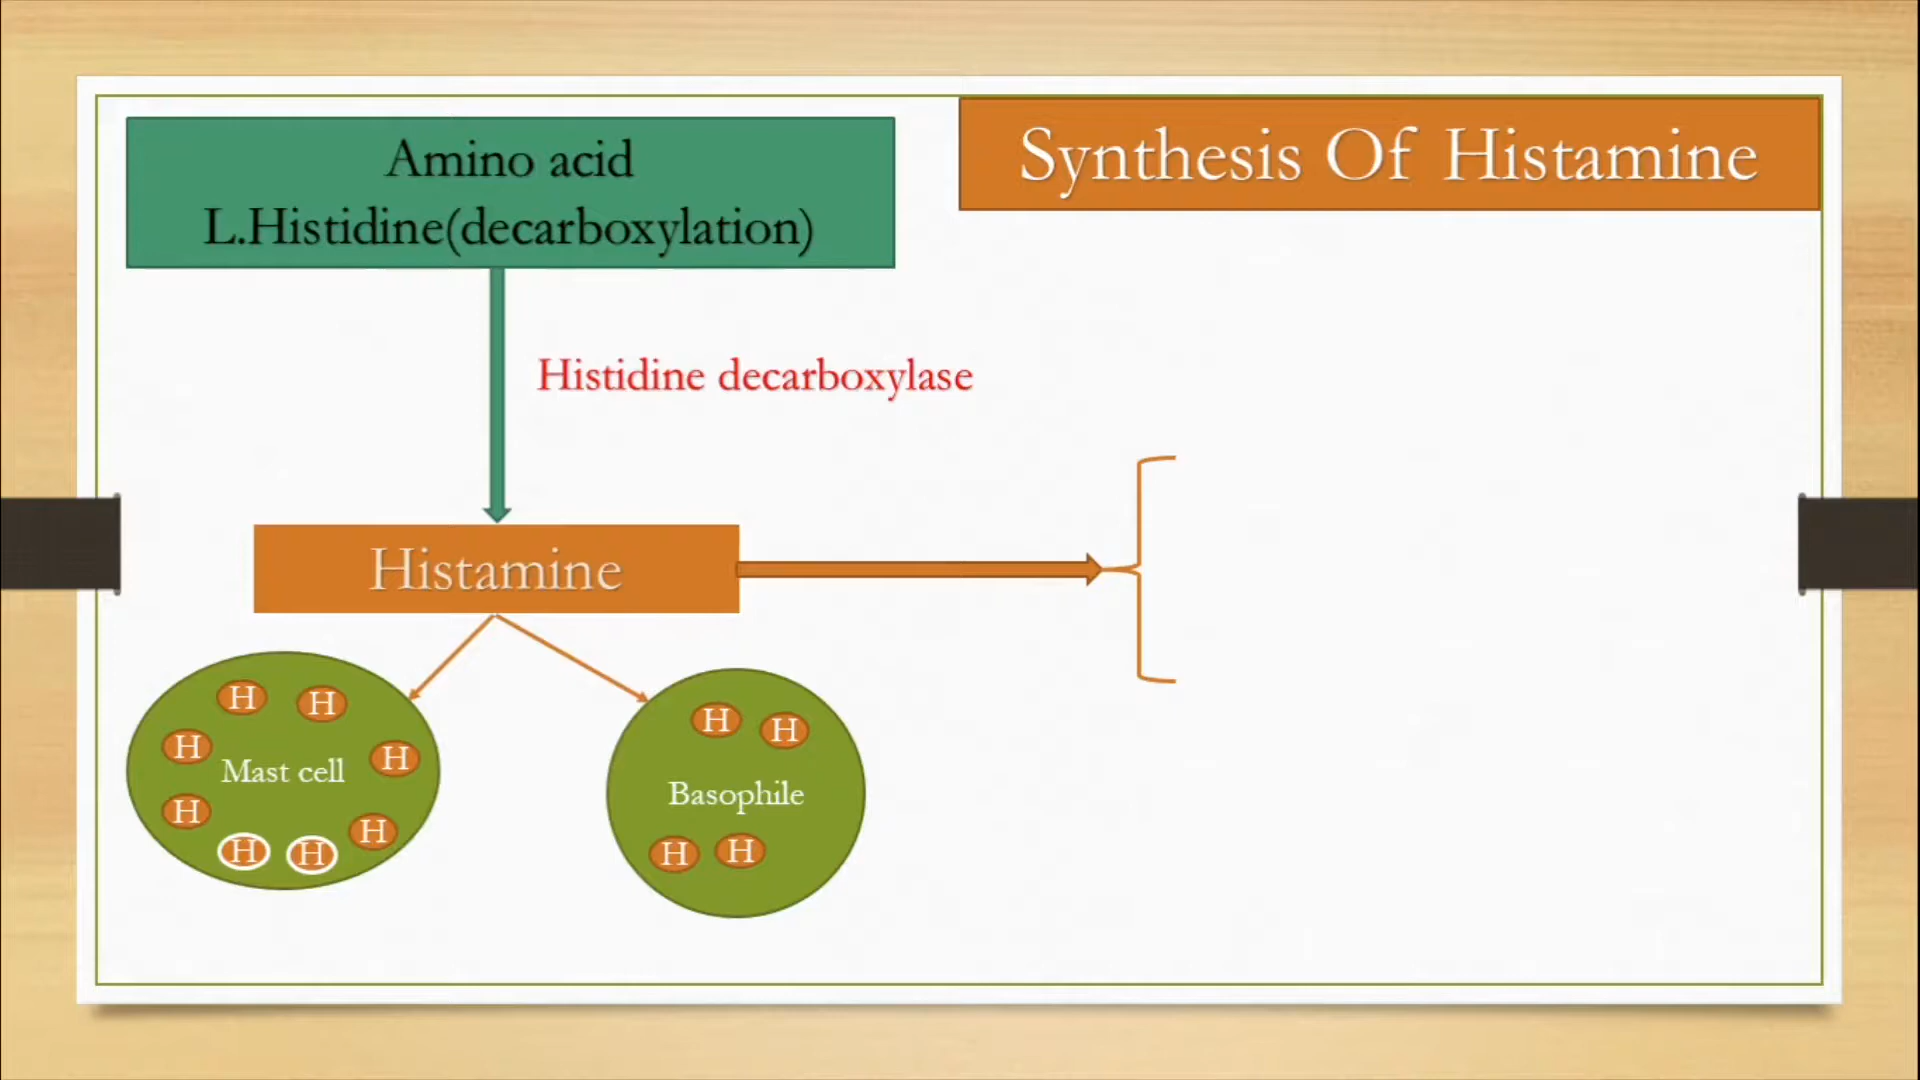 Synthesis Of Histamine
Amino acid
L.Histidine(decarboxylation)
Histidine decarboxylase
Histamine
H
H
H
H
Mast cell
H
H
H
H
H
H
Basophile
H
H